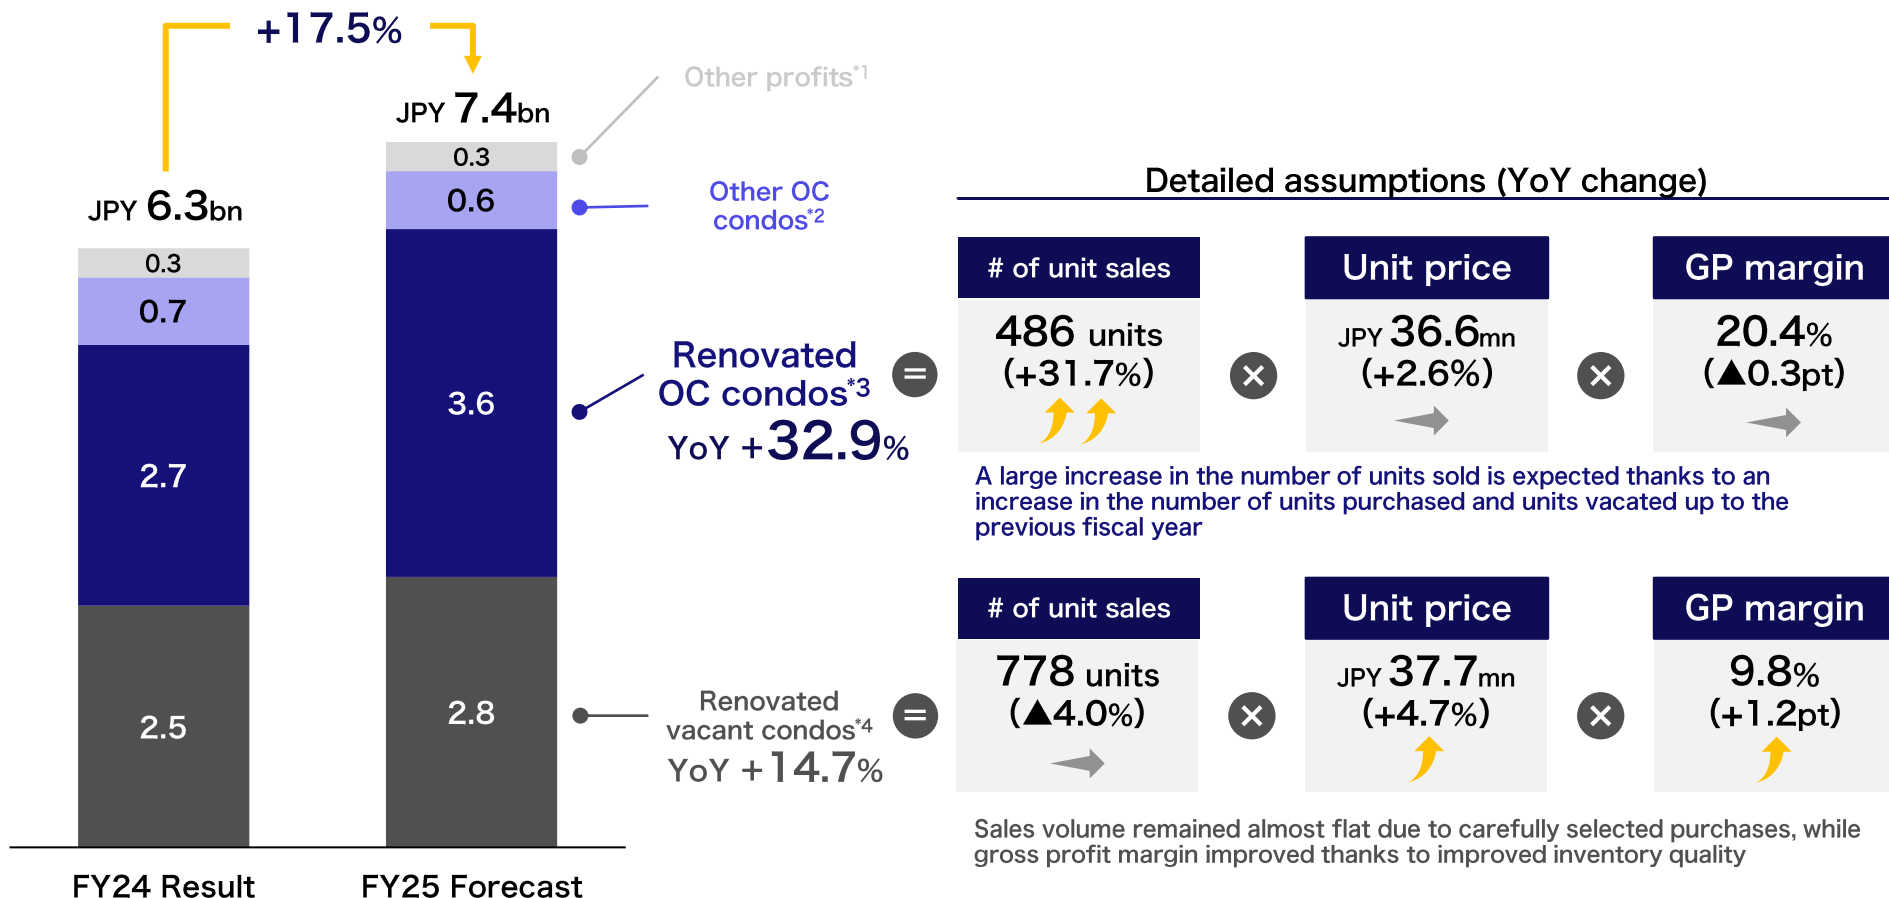 +17.5%
JPY 7.4bn
JPY 6.3bn
0.3
0.7
2.7
2.5
0.3
0.6
3.6
2.8
FY24 Result
FY25 Forecast
Other profits*1
Other OC
condos*2
Renovated
OC condos*3
YoY +32.9%
Renovated
vacant condos*4
YoY +14.7%
Detailed assumptions (YoY change)
=
# of unit sales
486 units
(+31.7%)
×
Unit price
JPY 36.6mn
(+2.6%)
×
GP margin
20.4%
(▲0.3pt)
A large increase in the number of units sold is expected thanks to an
increase in the number of units purchased and units vacated up to the
previous fiscal year
=
# of unit sales
778 units
(▲4.0%)
×
Unit price
JPY 37.7mn
(+4.7%)
×
GP margin
9.8%
(+1.2pt)
Sales volume remained almost flat due to carefully selected purchases, while
gross profit margin improved thanks to improved inventory quality